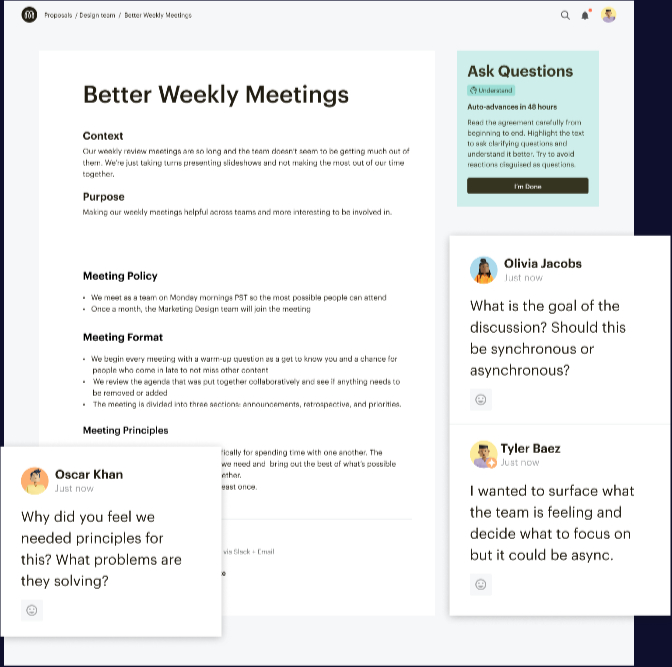 Proposals / Design team / Better Weekly Meetings
Better Weekly Meetings
Context
Our weekly review meetings are so long and the team doesn't seem to be getting much out of
them. We're just taking turns presenting slideshows and not making the most out of our time
together.
Purpose
Making our weekly meetings helpful across teams and more interesting to be involved in.
Meeting Policy
• We meet as a team on Monday mornings PST so the most possible people can attend
• Once a month, the Marketing Design team will join the meeting
Meeting Format
• We begin every meeting with a warm-up question as a get to know you and a chance for
people who come in late to not miss other content
• We review the agenda that was put together collaboratively and see if anything needs to
be removed or added
• The meeting is divided into three sections: announcements, retrospective, and priorities.
Meeting Principles
ically for spending time with one another. The
we need and bring out the best of what's possible
ether.
east once.
via Slack + Email
Ask Questions
Understand
Auto-advances in 48 hours
Read the agreement carefully from
beginning to end. Highlight the text
to ask clarifying questions and
understand it better. Try to avoid
reactions disguised as questions.
I'm Done
Olivia Jacobs
Just now
What is the goal of the
discussion? Should this
be synchronous or
asynchronous?
Tyler Baez
Just now
I wanted to surface what
the team is feeling and
decide what to focus on
but it could be async.
Oscar Khan
Just now
Why did you feel we
needed principles for
this? What problems are
they solving?